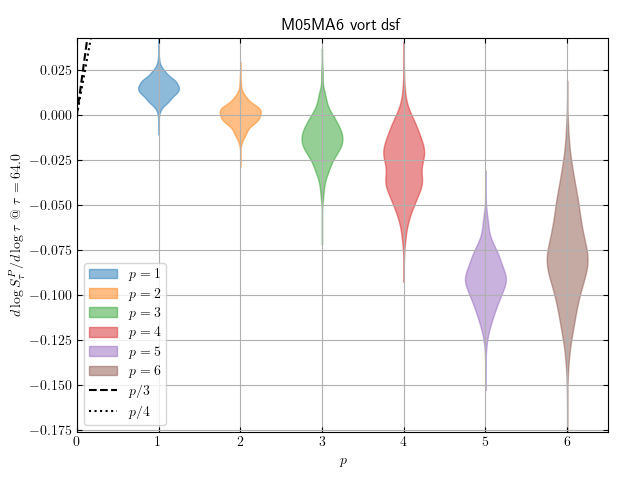 M05MA6 vort dsf
d log S_τ^P / d log τ @ τ = 64.0
0.025
0.000
−0.025
−0.050
−0.075
−0.100
−0.125
−0.150
−0.175
p = 1
p = 2
p = 3
p = 4
p = 5
p = 6
p/3
p/4
0 1 2 3 4 5 6
p